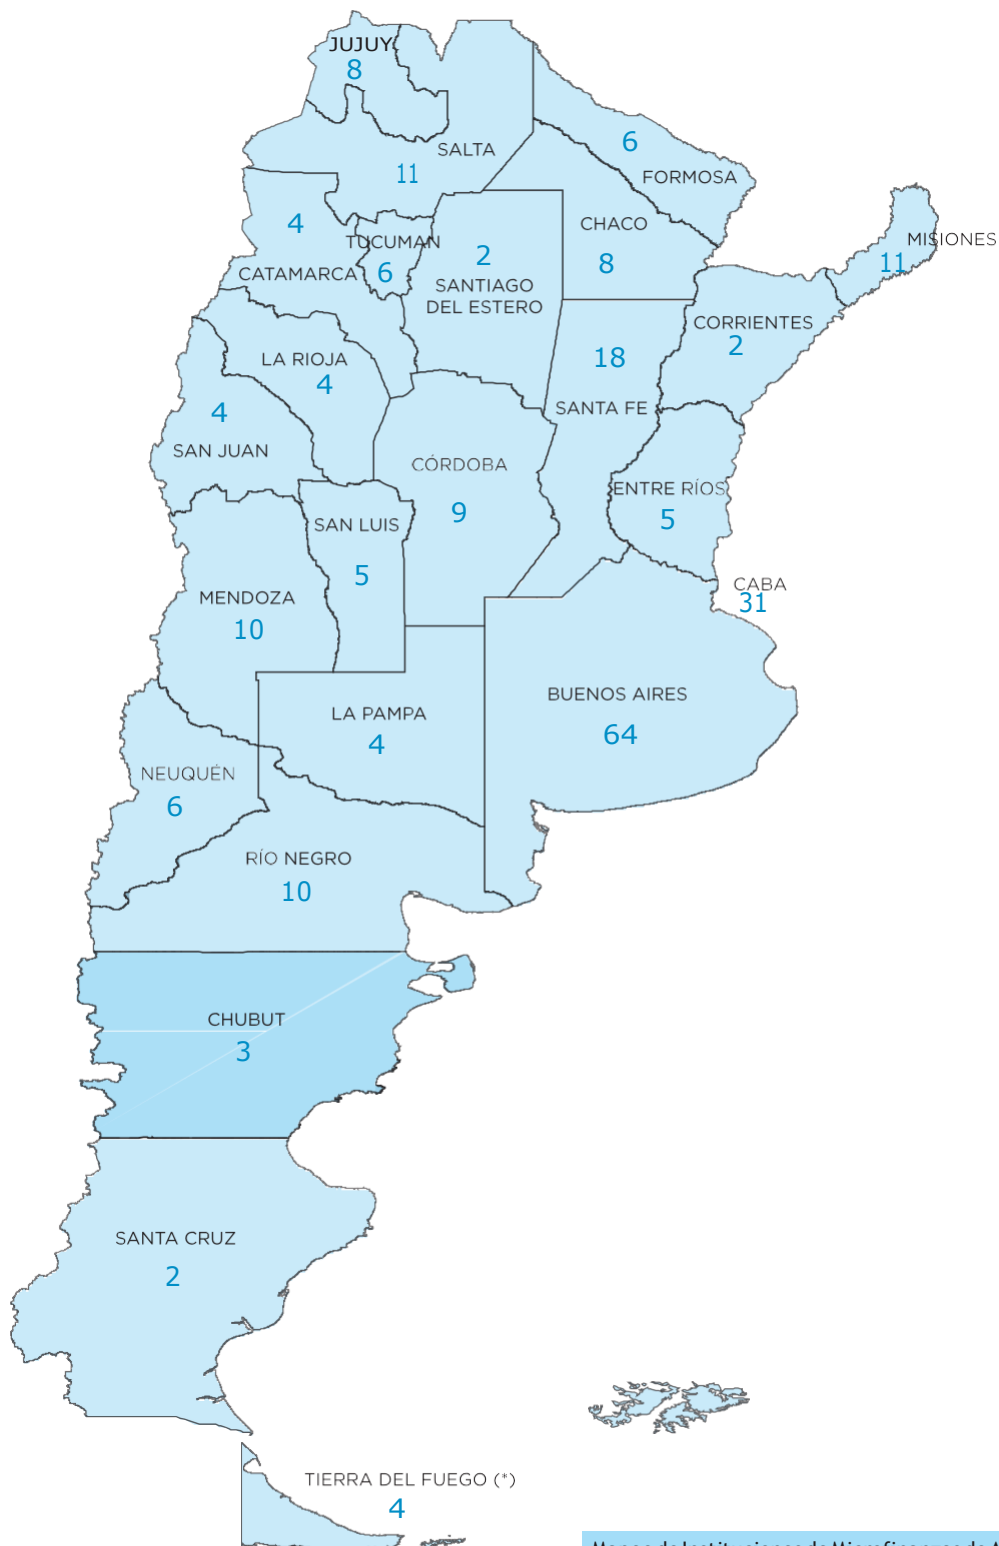 JUJUY
8
SALTA
11
6
FORMOSA
CHACO
8
MISIONES
11
4
CATAMARCA
TUCUMAN
6
2
SANTIAGO
DEL ESTERO
CORRIENTES
2
LA RIOJA
4
18
SANTA FE
4
SAN JUAN
CÓRDOBA
9
ENTRE RÍOS
5
SAN LUIS
5
MENDOZA
10
CABA
31
BUENOS AIRES
64
LA PAMPA
4
NEUQUÉN
6
RÍO NEGRO
10
CHUBUT
3
SANTA CRUZ
2
TIERRA DEL FUEGO (*)
4